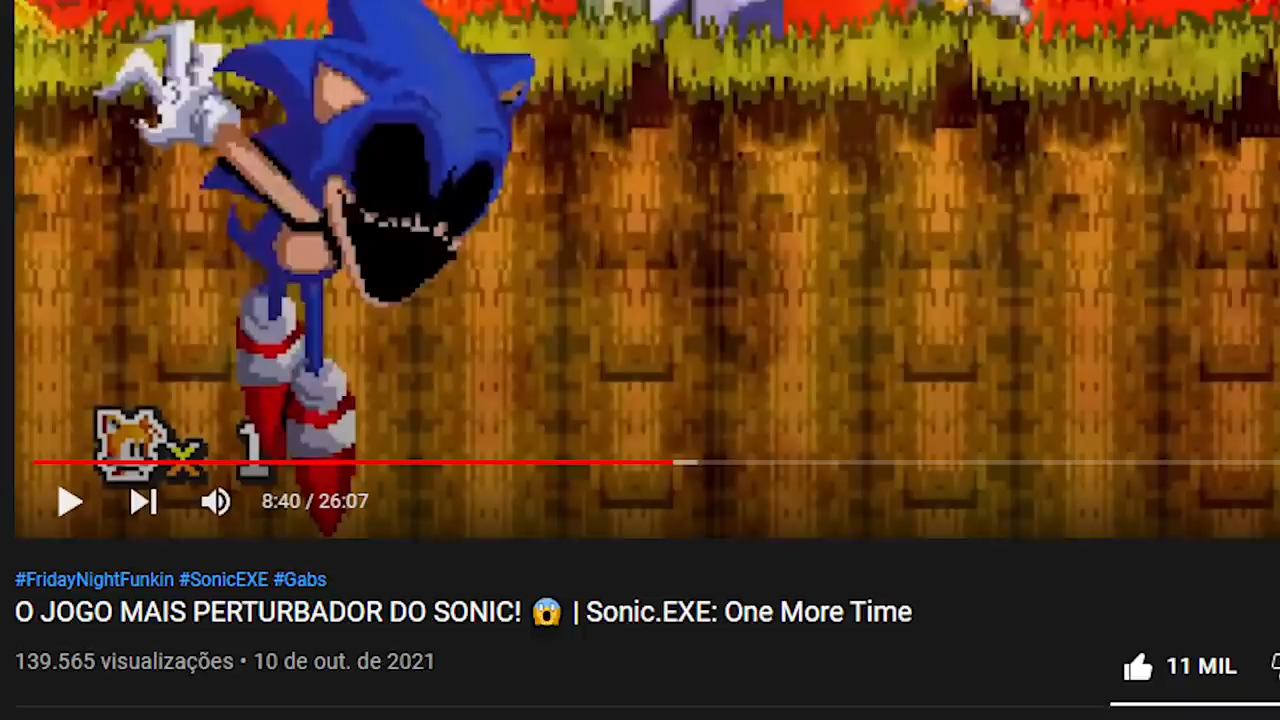 x 1
8:40 / 26:07
#FridayNightFunkin #SonicEXE #Gabs
O JOGO MAIS PERTURBADOR DO SONIC! 😱 | Sonic.EXE: One More Time
139.565 visualizações • 10 de out. de 2021
11 MIL